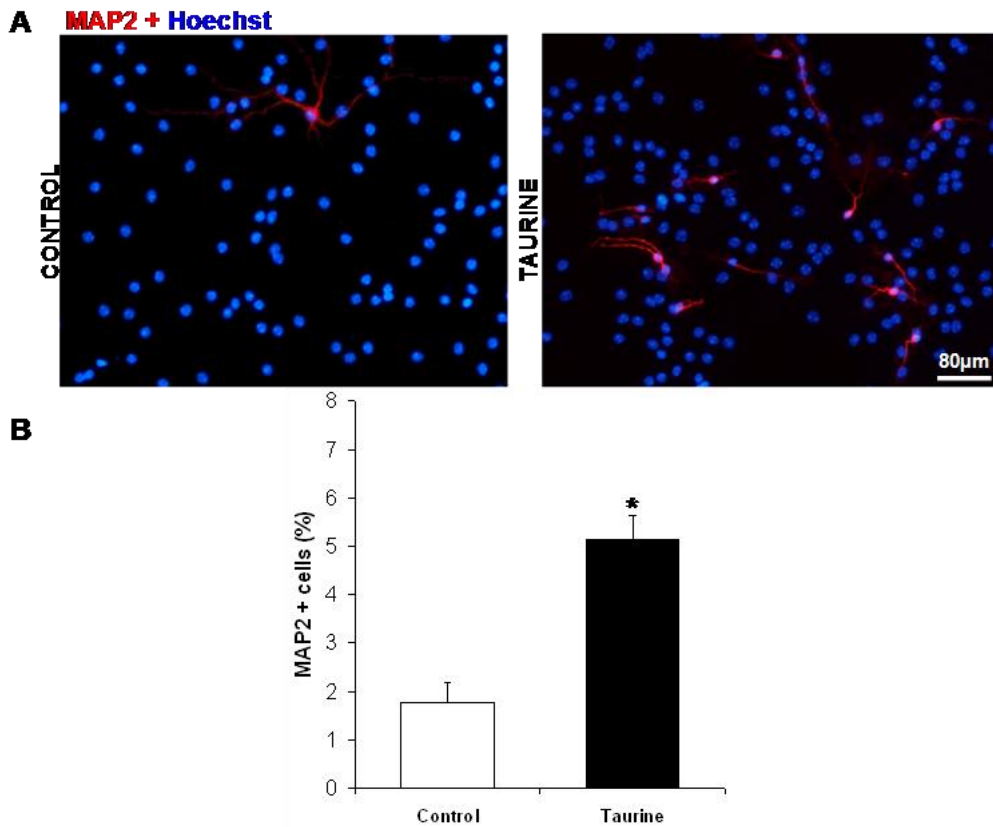 A
MAP2 + Hoechst
CONTROL
TAURINE
80µm
B
MAP2 + cells (%)
8
7
6
5
4
3
2
1
0
*
Control
Taurine